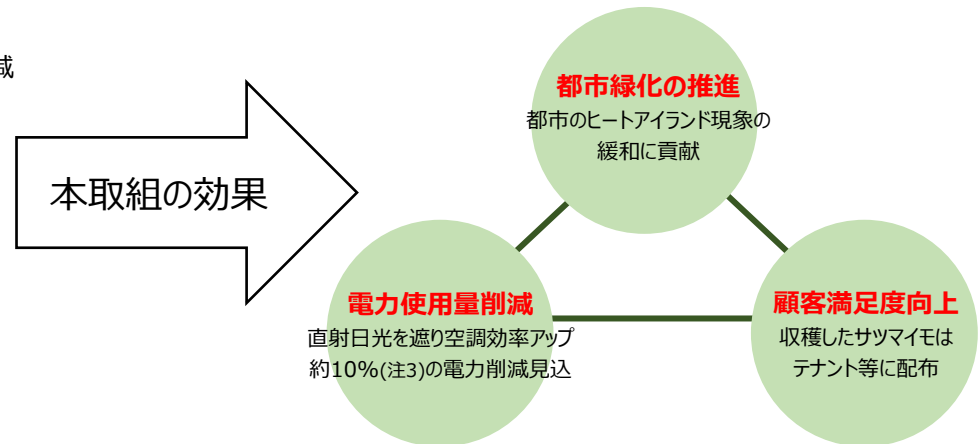 減
本取組の効果
都市緑化の推進
都市のヒートアイランド現象の
緩和に貢献
電力使用量削減
直射日光を遮り空調効率アップ
約10%(注3)の電力削減見込
顧客満足度向上
収穫したサツマイモは
テナント等に配布